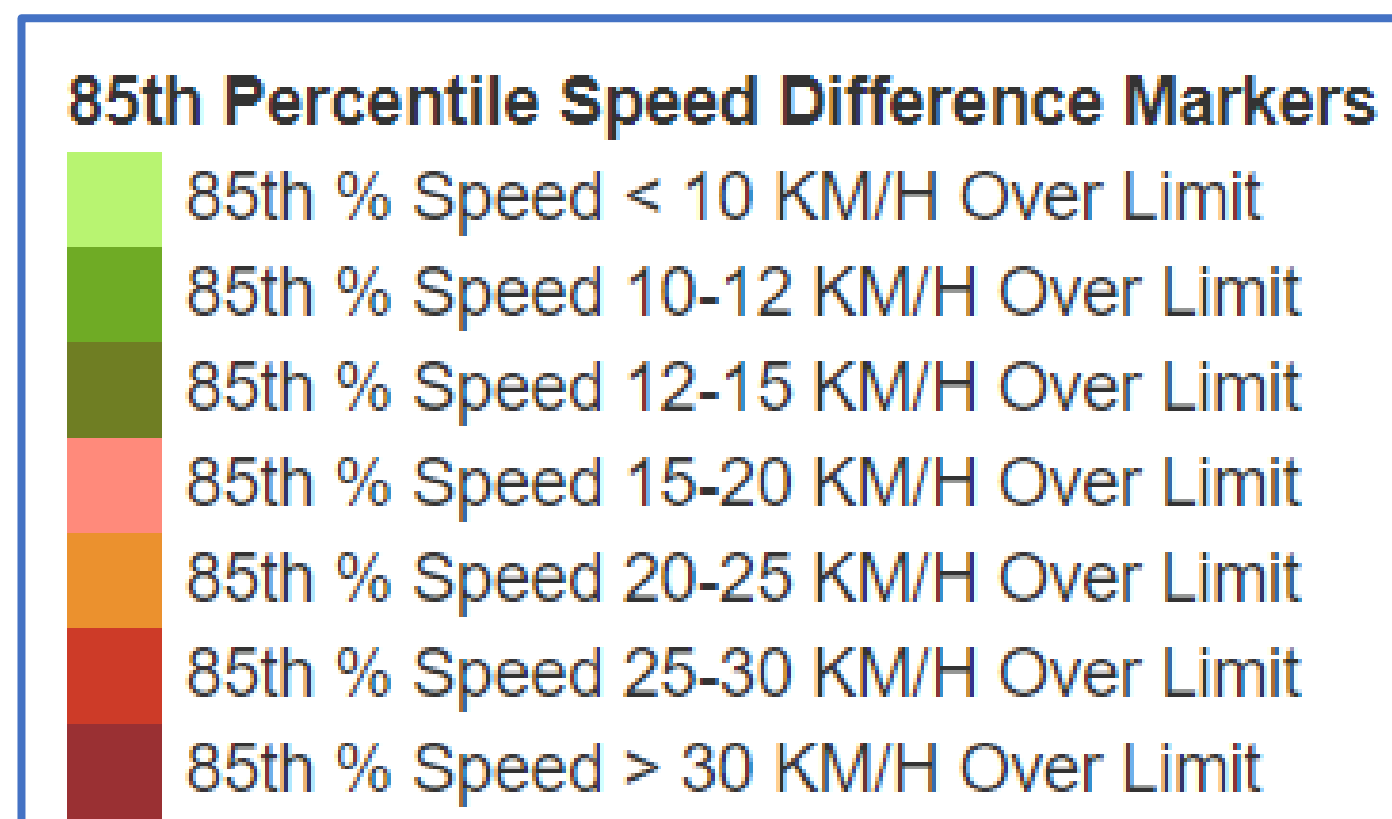 85th Percentile Speed Difference Markers
85th % Speed < 10 KM/H Over Limit
85th % Speed 10-12 KM/H Over Limit
85th % Speed 12-15 KM/H Over Limit
85th % Speed 15-20 KM/H Over Limit
85th % Speed 20-25 KM/H Over Limit
85th % Speed 25-30 KM/H Over Limit
85th % Speed > 30 KM/H Over Limit